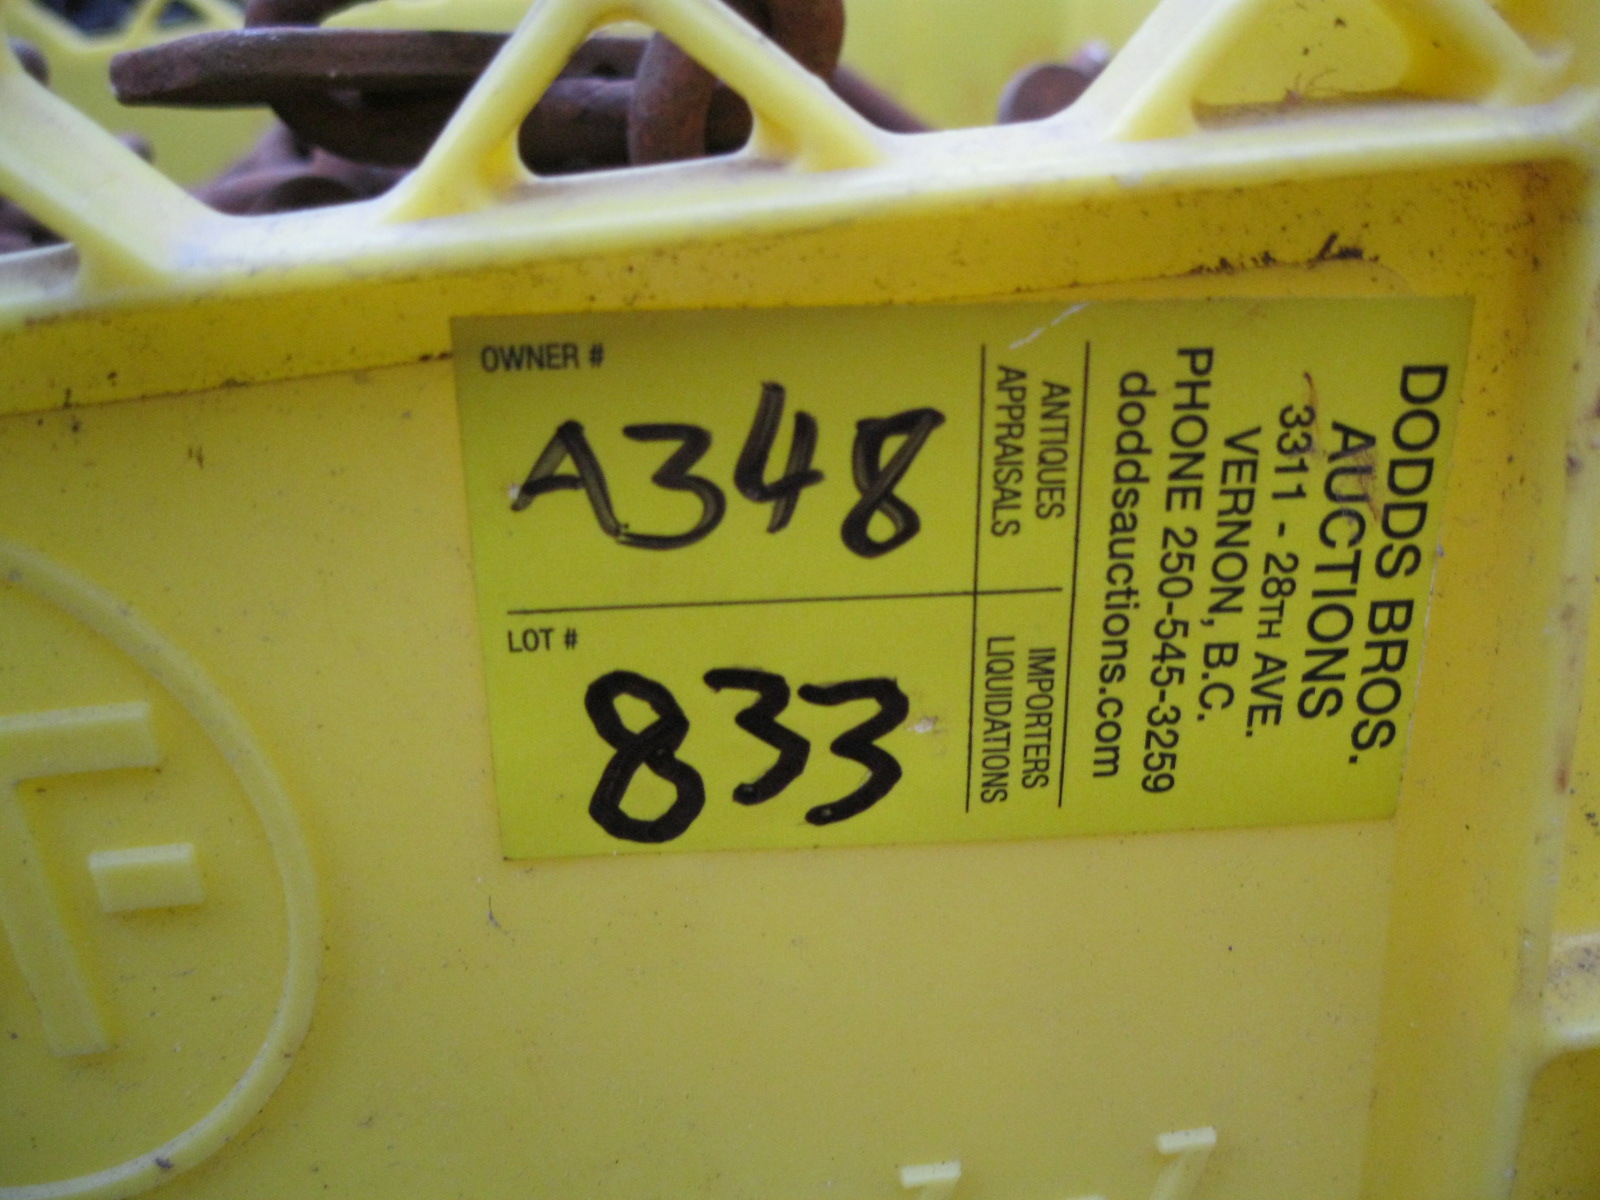 OWNER #
A348
LOT #
833
ANTIQUES
APPRAISALS
IMPORTERS
LIQUIDATIONS
DODDS BROS.
AUCTIONS
3311 - 28TH AVE.
VERNON, B.C.
PHONE 250-545-3259
doddsauctions.com